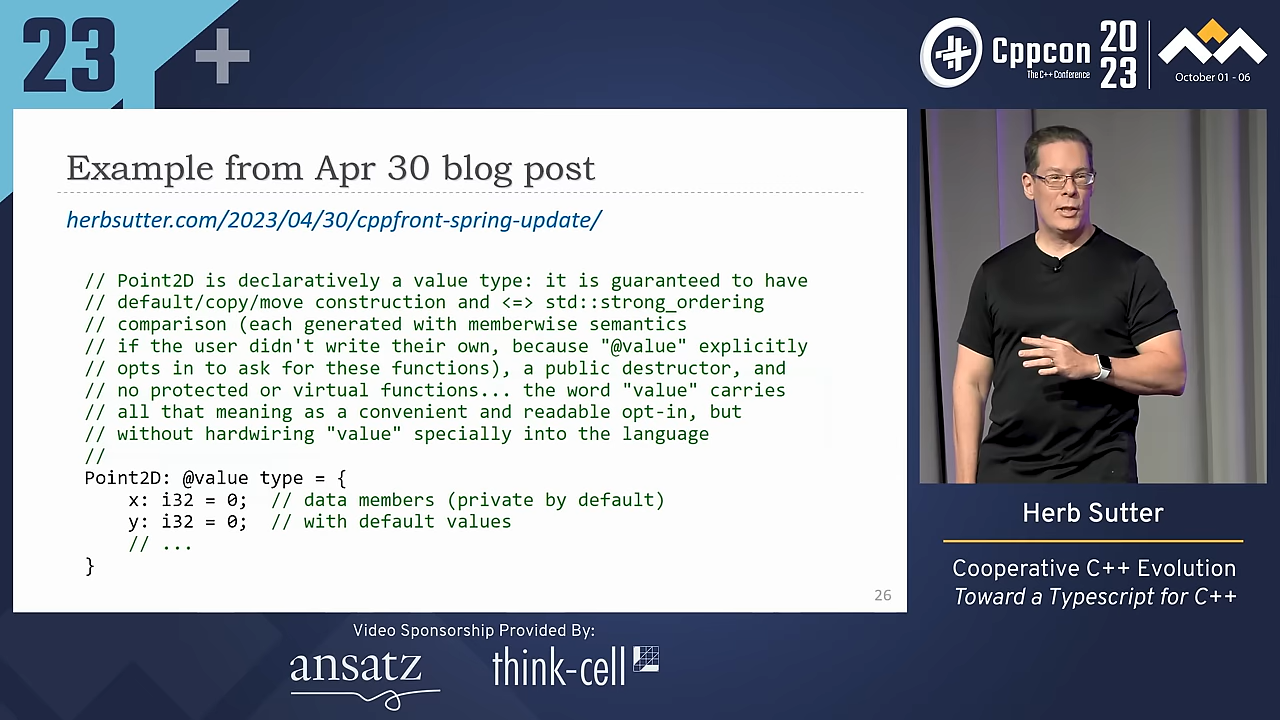 23
+
Cppcon
The C++ Conference
20
23
October 01 - 06
Example from Apr 30 blog post
herbsutter.com/2023/04/30/cppfront-spring-update/
// Point2D is declaratively a value type: it is guaranteed to have
// default/copy/move construction and <=> std::strong_ordering
// comparison (each generated with memberwise semantics
// if the user didn't write their own, because "@value" explicitly
// opts in to ask for these functions), a public destructor, and
// no protected or virtual functions... the word "value" carries
// all that meaning as a convenient and readable opt-in, but
// without hardwiring "value" specially into the language
//
Point2D: @value type = {
    x: i32 = 0;  // data members (private by default)
    y: i32 = 0;  // with default values
    // ...
}
26
Herb Sutter
Cooperative C++ Evolution
Toward a Typescript for C++
Video Sponsorship Provided By:
ansatz
think-cell